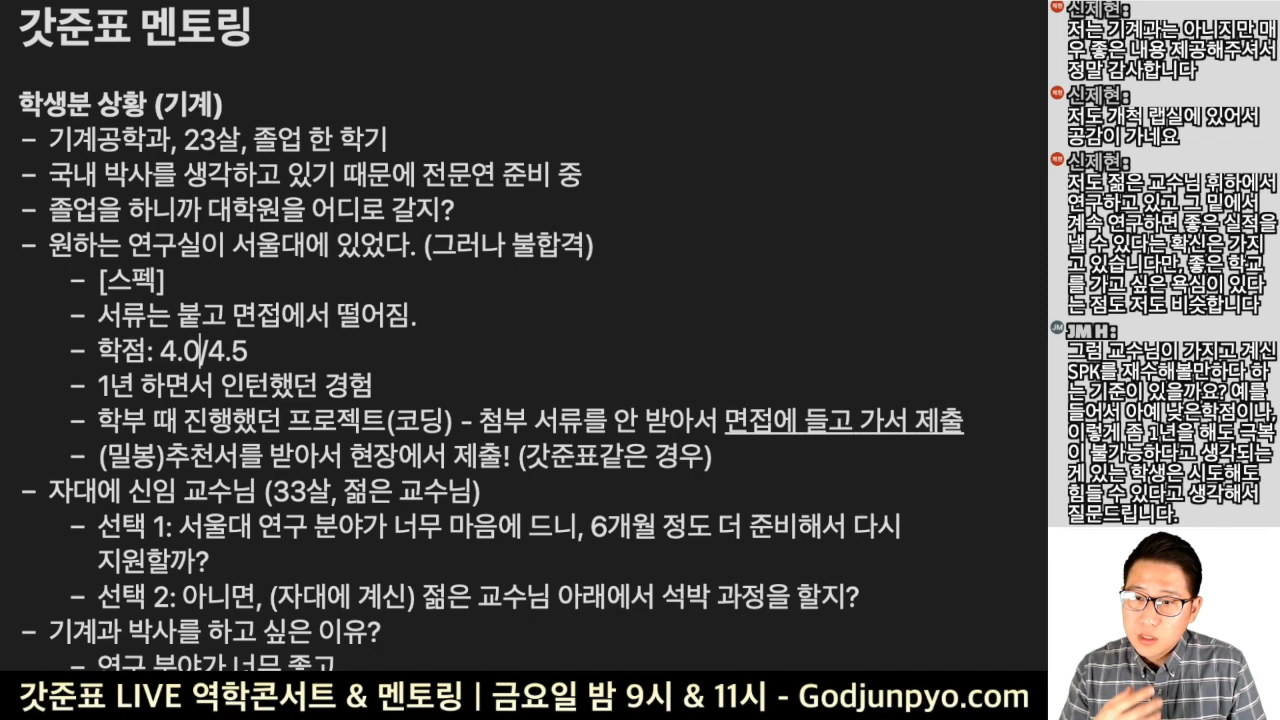 갓준표 멘토링
학생분 상황 (기계)
– 기계공학과, 23살, 졸업 한 학기
– 국내 박사를 생각하고 있기 때문에 전문연 준비 중
– 졸업을 하니까 대학원을 어디로 갈지?
– 원하는 연구실이 서울대에 있었다. (그러나 불합격)
– [스펙]
– 서류는 붙고 면접에서 떨어짐.
– 학점: 4.0/4.5
– 1년 하면서 인턴했던 경험
– 학부 때 진행했던 프로젝트(코딩) - 첨부 서류를 안 받아서 면접에 들고 가서 제출
– (밀봉)추천서를 받아서 현장에서 제출! (갓준표같은 경우)
– 자대에 신임 교수님 (33살, 젊은 교수님)
– 선택 1: 서울대 연구 분야가 너무 마음에 드니, 6개월 정도 더 준비해서 다시
지원할까?
– 선택 2: 아니면, (자대에 계신) 젊은 교수님 아래에서 석박 과정을 할지?
– 기계과 박사를 하고 싶은 이유?
– 연구 분야가 너무 좋고
갓준표 LIVE 역학콘서트 & 멘토링 | 금요일 밤 9시 & 11시 - Godjunpyo.com
제현 신제현:
저는 기계과는 아니지만 매
우 좋은 내용 제공해주셔서
정말 감사합니다
제현 신제현:
저도 개척 랩실에 있어서
공감이 가네요
제현 신제현:
저도 젊은 교수님 휘하에서
연구하고 있고 그 밑에서
계속 연구하면 좋은 실적을
낼 수 있다는 확신은 가지
고 있습니다만, 좋은 학교
를 가고 싶은 욕심이 있다
는 점도 저도 비슷합니다
JM JM H:
그럼 교수님이 가지고 계신
SPK를 재수해볼만하다 하
는 기준이 있을까요? 예를
들어서 아예 낮은학점이나,
이렇게 좀 1년을 해도 극복
이 불가능하다고 생각되는
게 있는 학생은 시도해도
힘들 수 있다고 생각해서
질문드립니다.